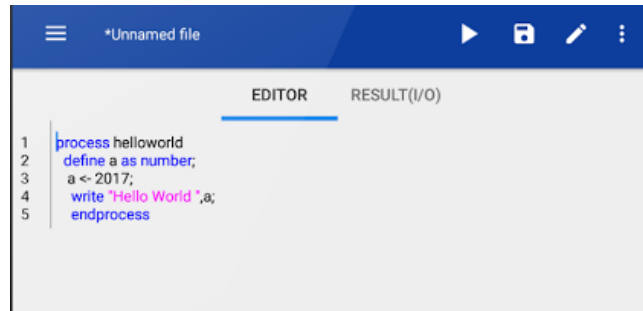 *Unnamed file
EDITOR RESULT(I/O)
1 process helloworld
2 define a as number;
3 a <- 2017;
4 write "Hello World ",a;
5 endprocess